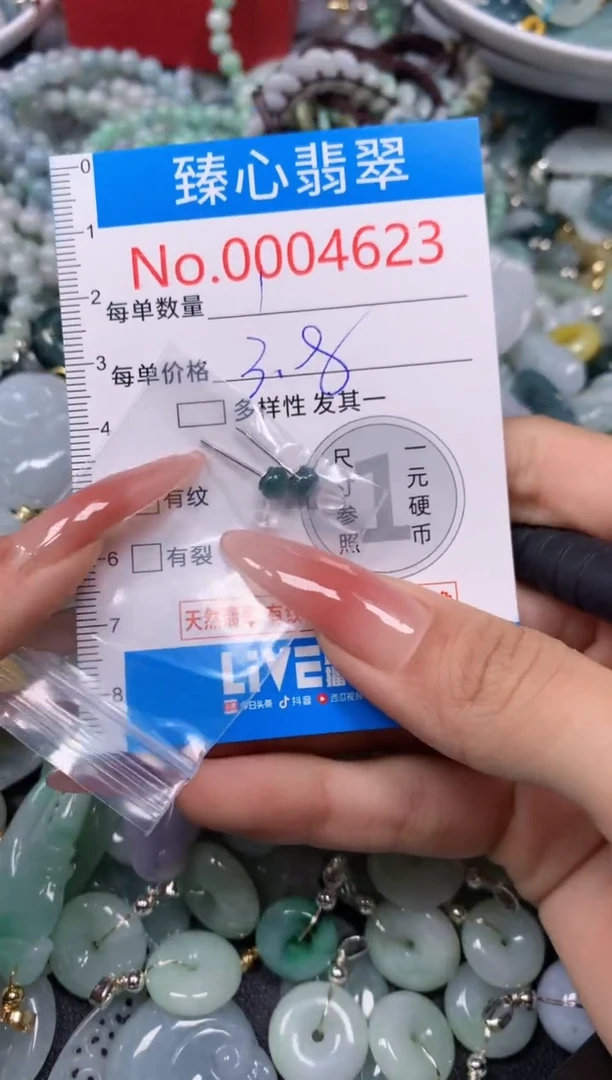 臻心翡翠
No.0004623
每单数量 1
每单价格 3.8
多样性 发其一
尺寸参照
一元硬币
1
有纹
有裂
天然翡翠 有纹
LIVE
今日头条 抖音 西瓜视频
0
1
2
3
4
6
7
8